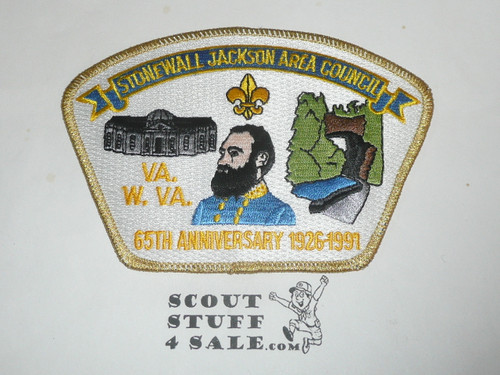 STONEWALL JACKSON AREA COUNCIL
VA.
W. VA.
65TH ANNIVERSARY 1926-1991
SCOUT
STUFF
4 SALE.com